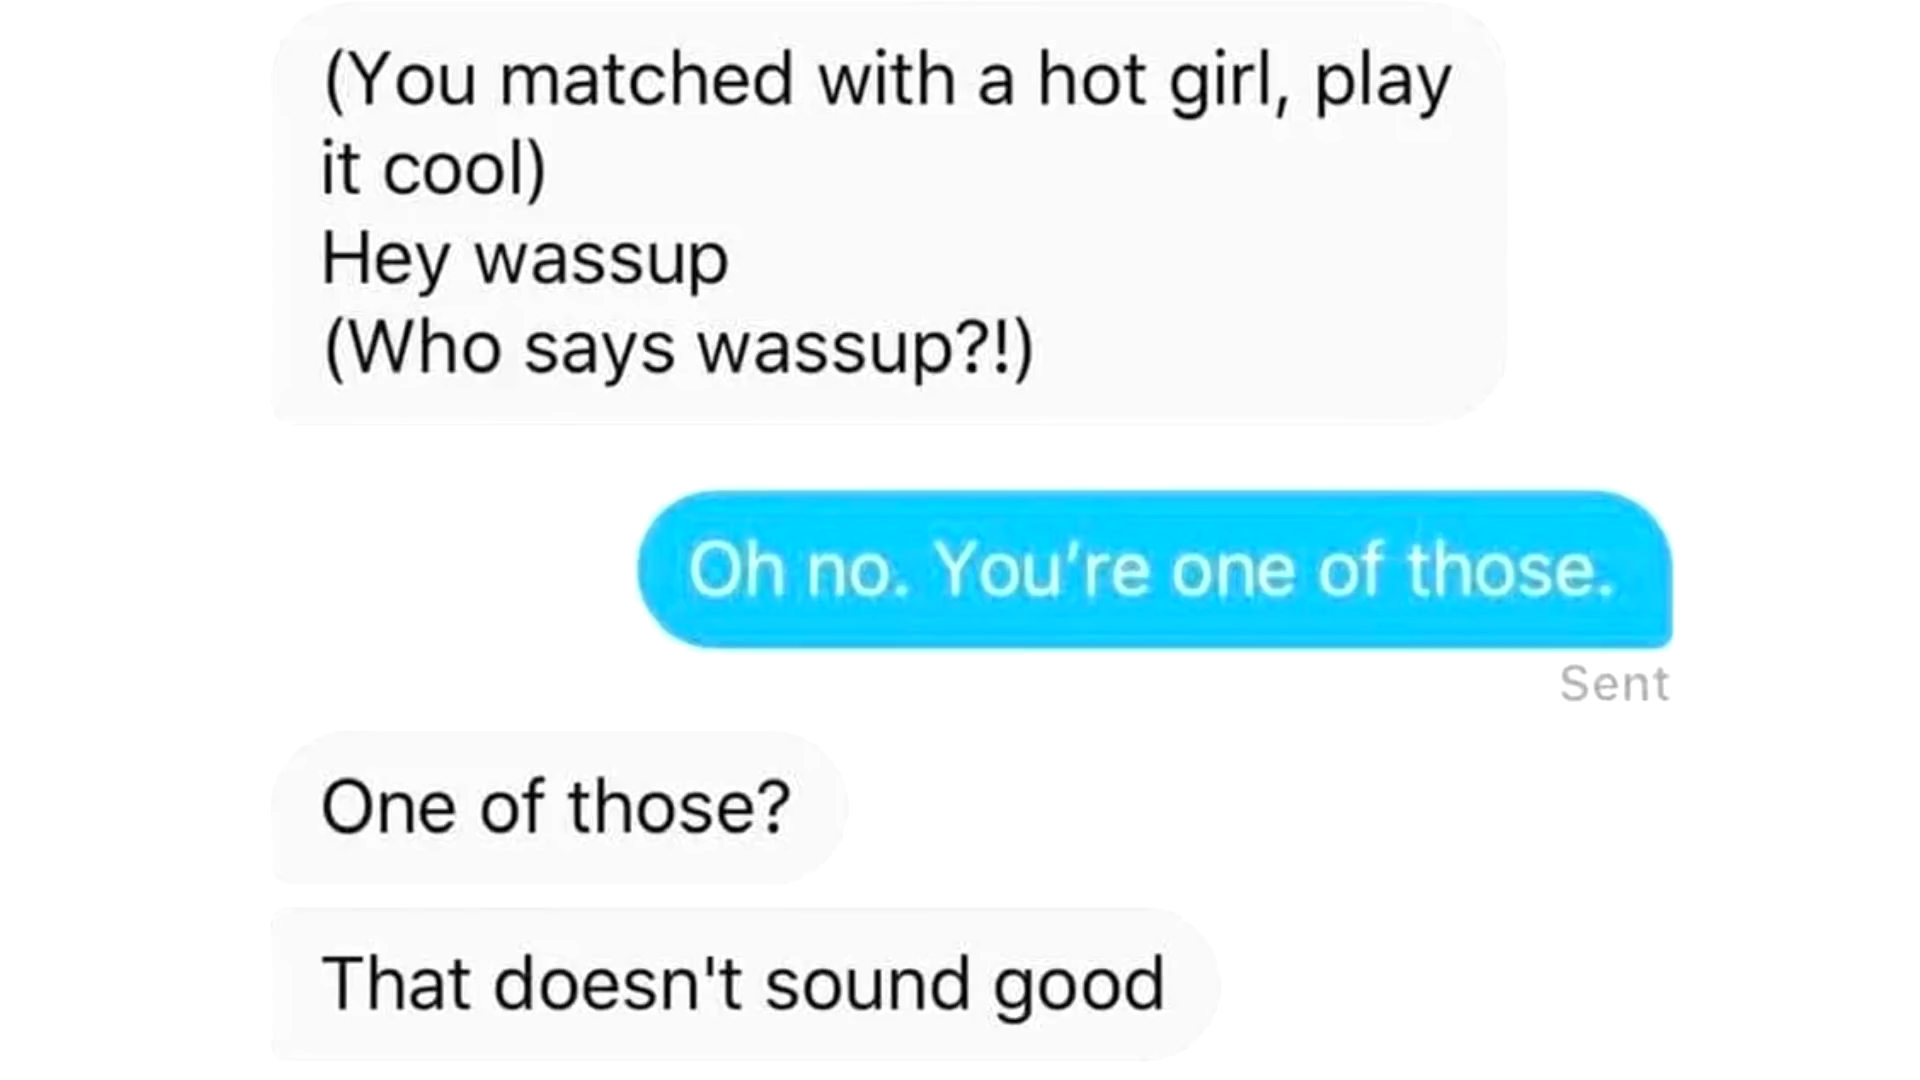 (You matched with a hot girl, play
it cool)
Hey wassup
(Who says wassup?!)
Oh no. You’re one of those.
Sent
One of those?
That doesn't sound good